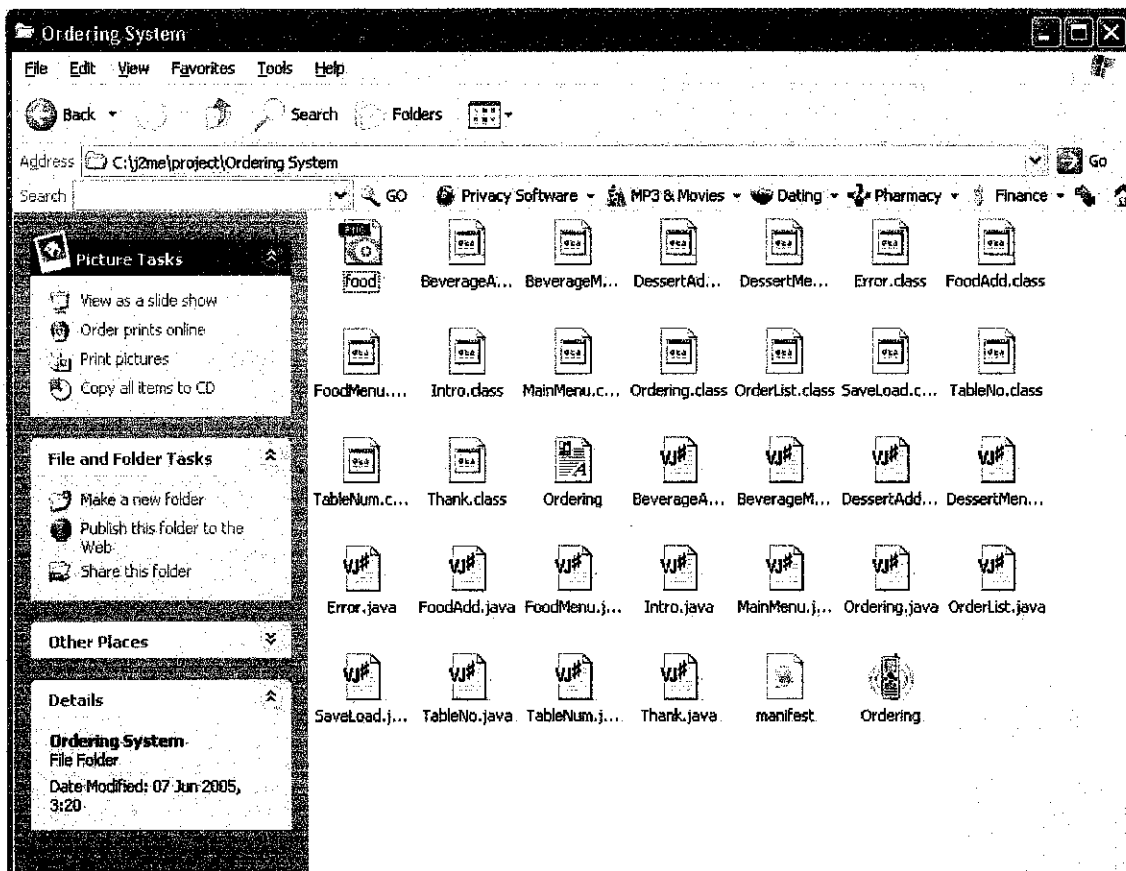 Ordering System
File Edit View Favorites Tools Help
Back Search Folders
Address C:\j2me\project\Ordering System Go
Search GO Privacy Software MP3 & Movies Dating Pharmacy Finance
Picture Tasks
View as a slide show
Order prints online
Print pictures
Copy all items to CD
File and Folder Tasks
Make a new folder
Publish this folder to the
Web
Share this folder
Other Places
Details
Ordering System
File Folder
Date Modified: 07 Jun 2005,
3:20
food BeverageA... BeverageM... DessertAd... DessertMe... Error.class FoodAdd.class
FoodMenu.... Intro.class MainMenu.c... Ordering.class OrderList.class SaveLoad.c... TableNo.class
TableNum.c... Thank.class Ordering BeverageA... BeverageM... DessertAdd... DessertMen...
Error.java FoodAdd.java FoodMenu.j... Intro.java MainMenu.j... Ordering.java OrderList.java
SaveLoad.j... TableNo.java TableNum.j... Thank.java manifest Ordering